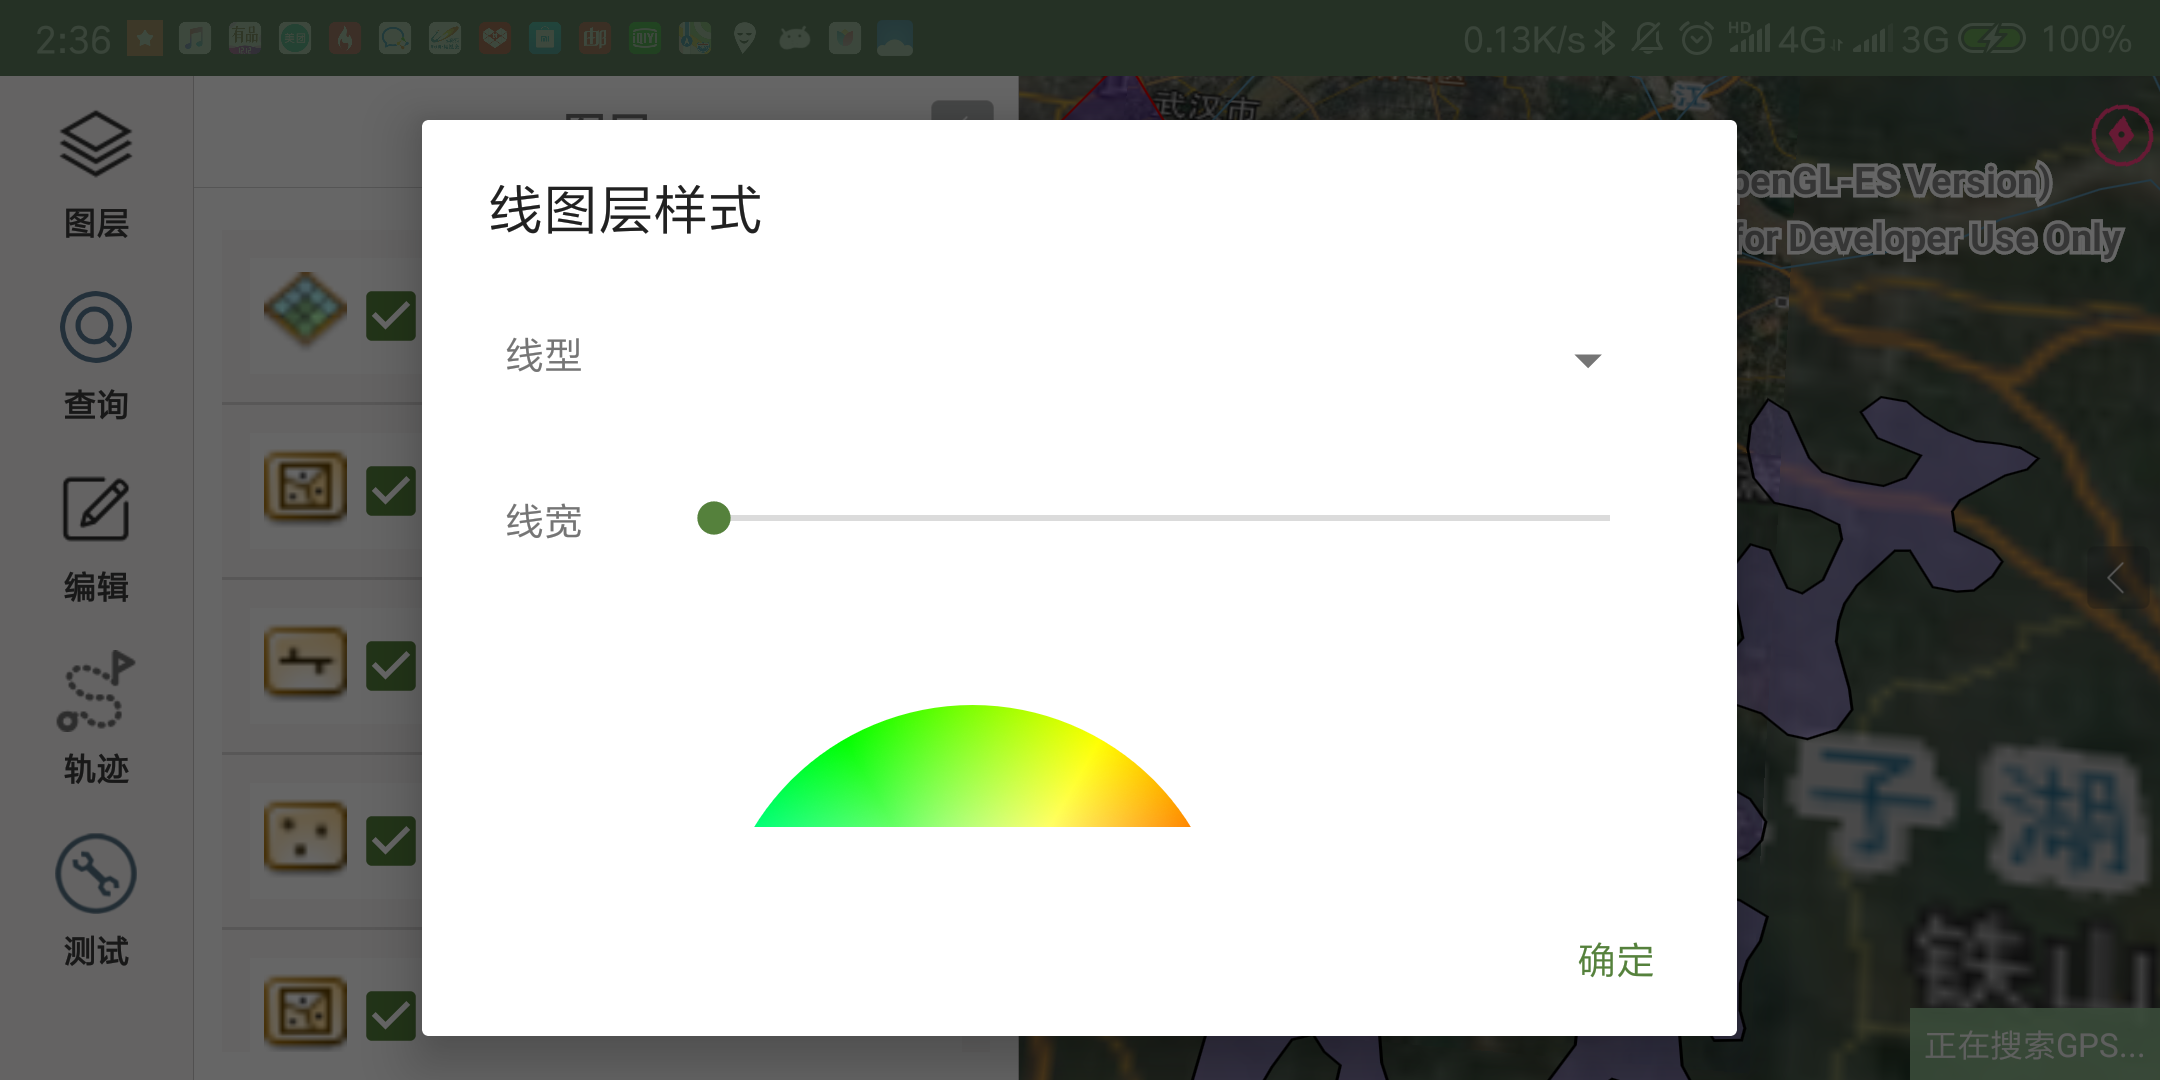 2:36
0.13K/s HD 4G 3G 100%
图层
查询
编辑
轨迹
测试
线图层样式
线型
线宽
确定
武汉市
江
penGL-ES Version)
for Developer Use Only
子湖
铁山
正在搜索GPS...